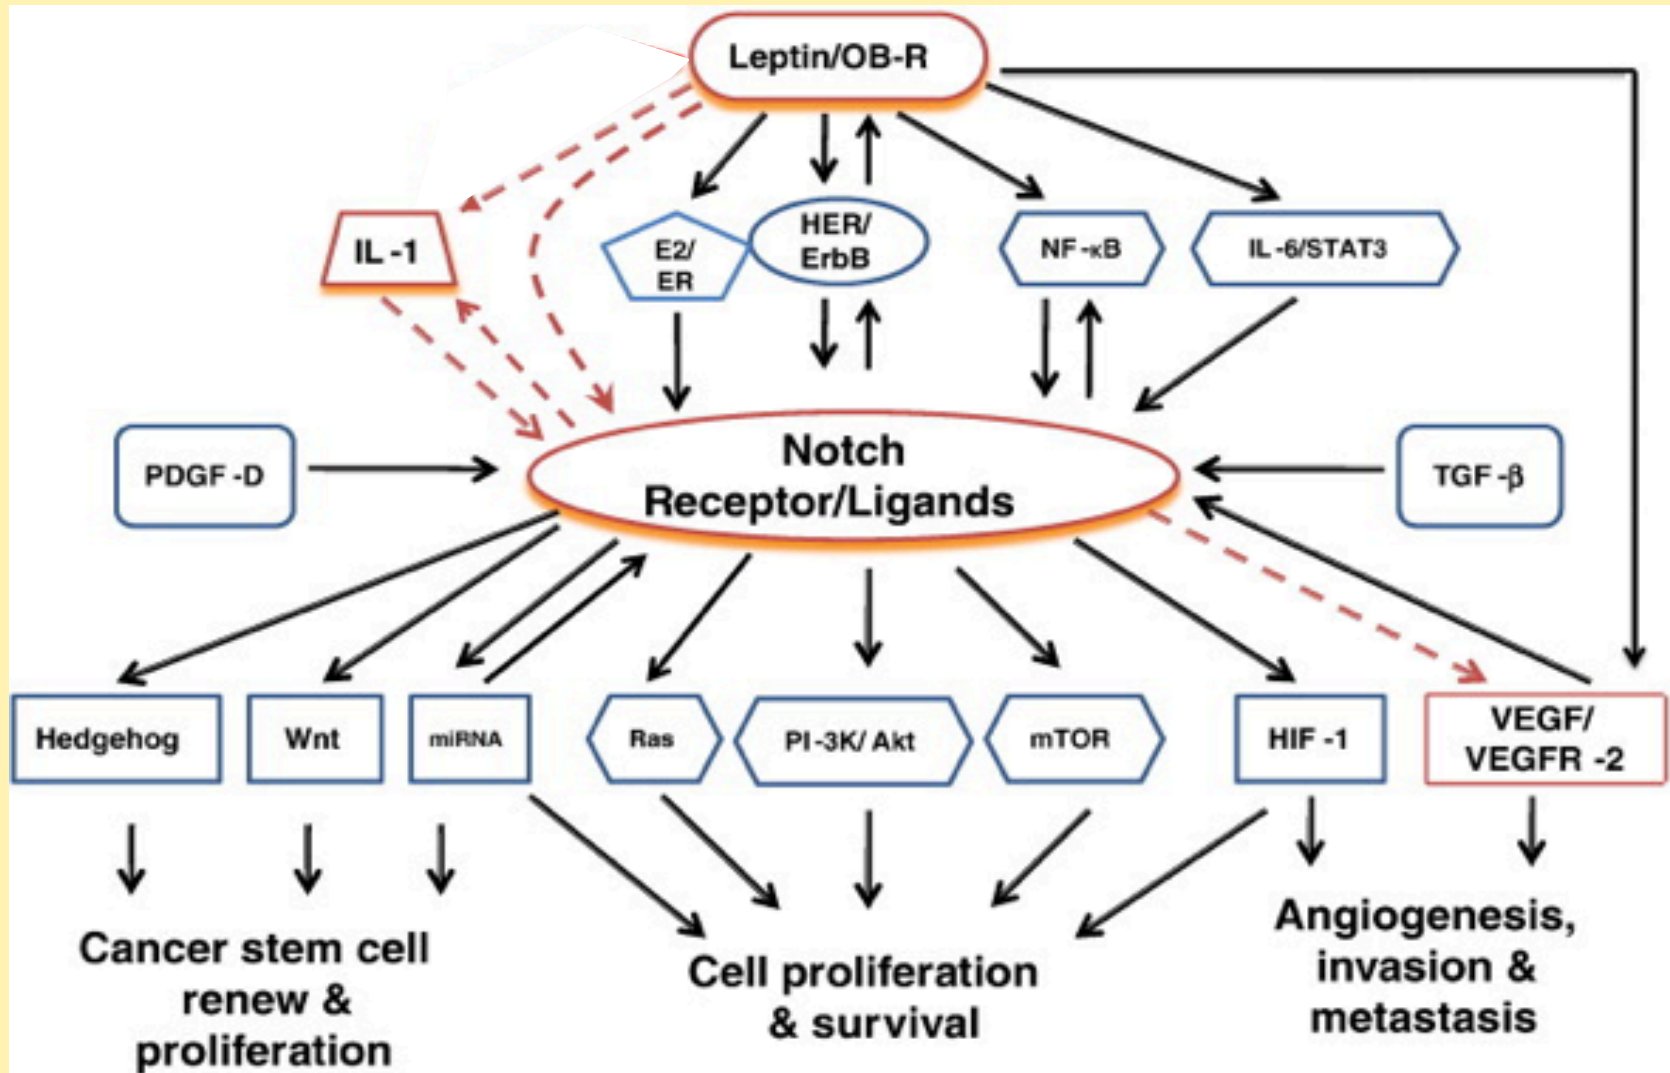 Leptin/OB-R
IL -1
E2/
ER
HER/
ErbB
NF -κB
IL -6/STAT3
PDGF -D
Notch
Receptor/Ligands
TGF -β
Hedgehog
Wnt
miRNA
Ras
PI -3K/ Akt
mTOR
HIF -1
VEGF/
VEGFR -2
Cancer stem cell
renew &
proliferation
Cell proliferation
& survival
Angiogenesis,
invasion &
metastasis